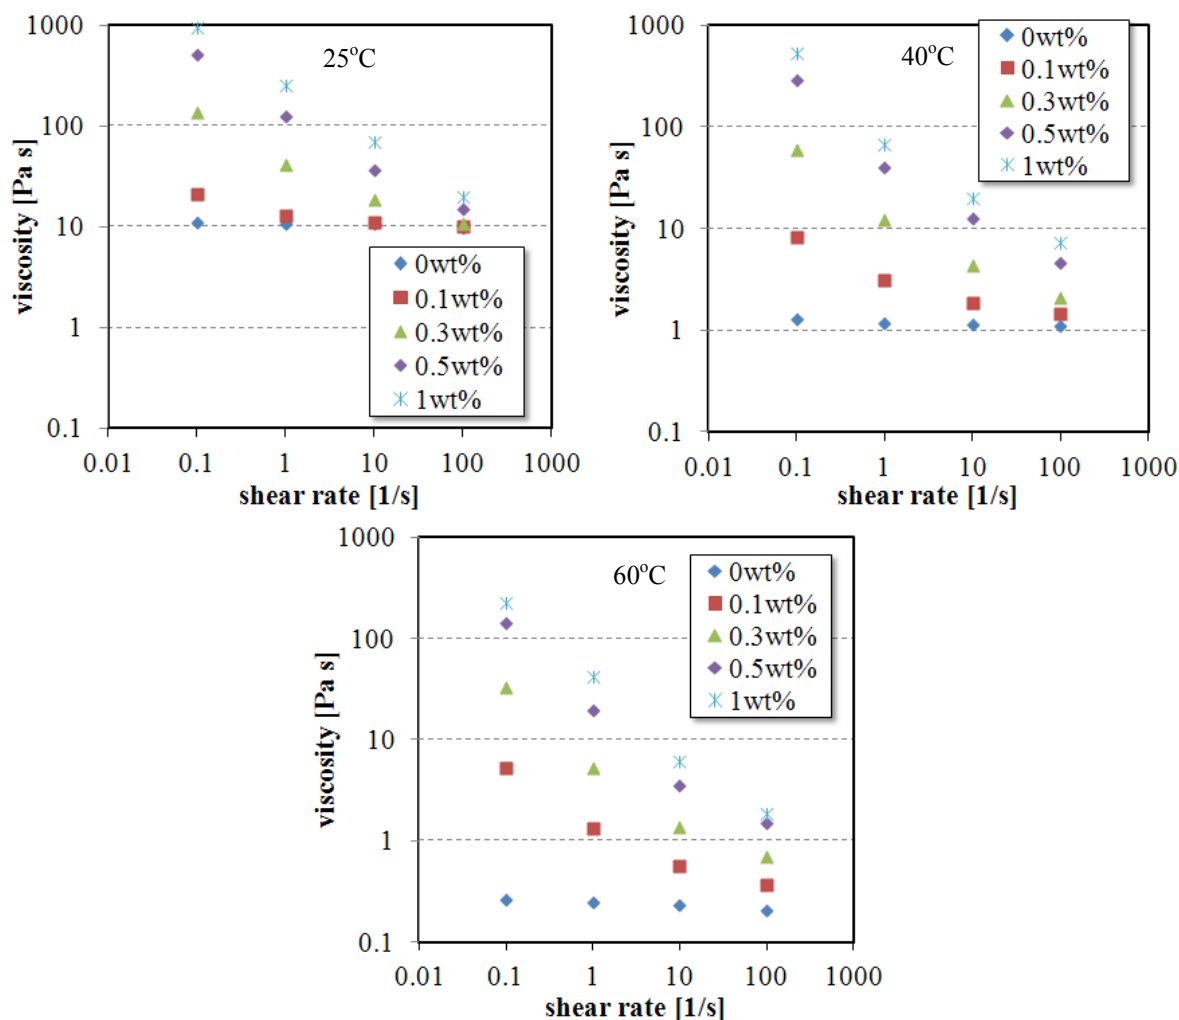 1000
100
10
1
0.1
viscosity [Pa s]
25°C
0wt%
0.1wt%
0.3wt%
0.5wt%
1wt%
0.01 0.1 1 10 100 1000
shear rate [1/s]
1000
100
10
1
0.1
viscosity [Pa s]
40°C
0wt%
0.1wt%
0.3wt%
0.5wt%
1wt%
0.01 0.1 1 10 100 1000
shear rate [1/s]
1000
100
10
1
0.1
viscosity [Pa s]
60°C
0wt%
0.1wt%
0.3wt%
0.5wt%
1wt%
0.01 0.1 1 10 100 1000
shear rate [1/s]